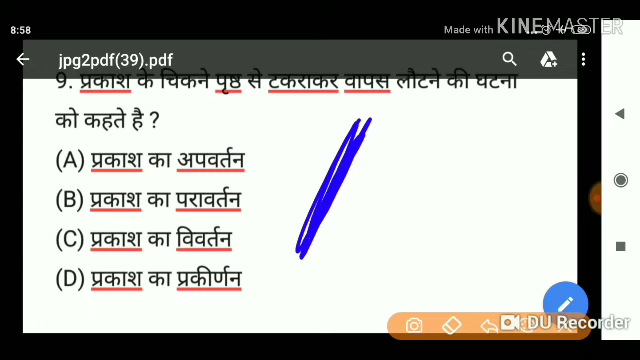 8:58
Made with KINEMASTER
jpg2pdf(39).pdf
9. प्रकाश के चिकने पृष्ठ से टकराकर वापस लौटने की घटना
को कहते है ?
(A) प्रकाश का अपवर्तन
(B) प्रकाश का परावर्तन
(C) प्रकाश का विवर्तन
(D) प्रकाश का प्रकीर्णन
DU Recorder